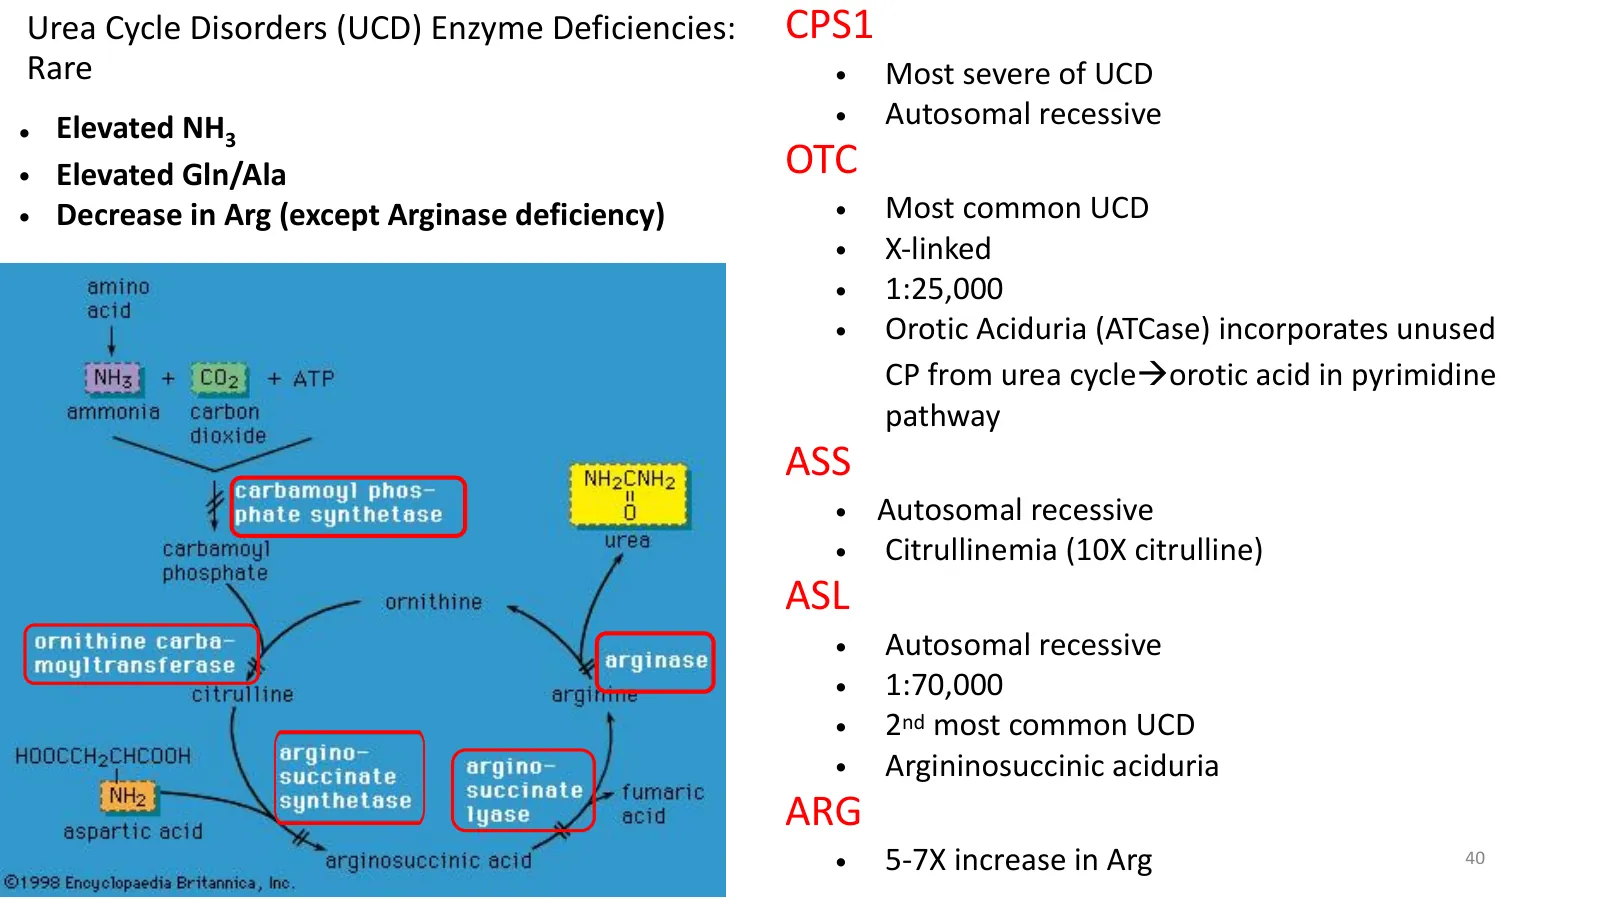 Urea Cycle Disorders (UCD) Enzyme Deficiencies:
Rare
• Elevated NH3
• Elevated Gln/Ala
• Decrease in Arg (except Arginase deficiency)
amino
acid
NH3 + CO2 + ATP
ammonia carbon
dioxide
carbamoyl phos-
phate synthetase
carbamoyl
phosphate
NH2CNH2
O
urea
ornithine
ornithine carba-
moyltransferase
citrulline
arginase
arginine
HOOCCH2CHCOOH
NH2
aspartic acid
argino-
succinate
synthetase
argino-
succinate
lyase
fumaric
acid
arginosuccinic acid
©1998 Encyclopaedia Britannica, Inc.
CPS1
• Most severe of UCD
• Autosomal recessive
OTC
• Most common UCD
• X-linked
• 1:25,000
• Orotic Aciduria (ATCase) incorporates unused
CP from urea cycle→orotic acid in pyrimidine
pathway
ASS
• Autosomal recessive
• Citrullinemia (10X citrulline)
ASL
• Autosomal recessive
• 1:70,000
• 2nd most common UCD
• Argininosuccinic aciduria
ARG
• 5-7X increase in Arg
40